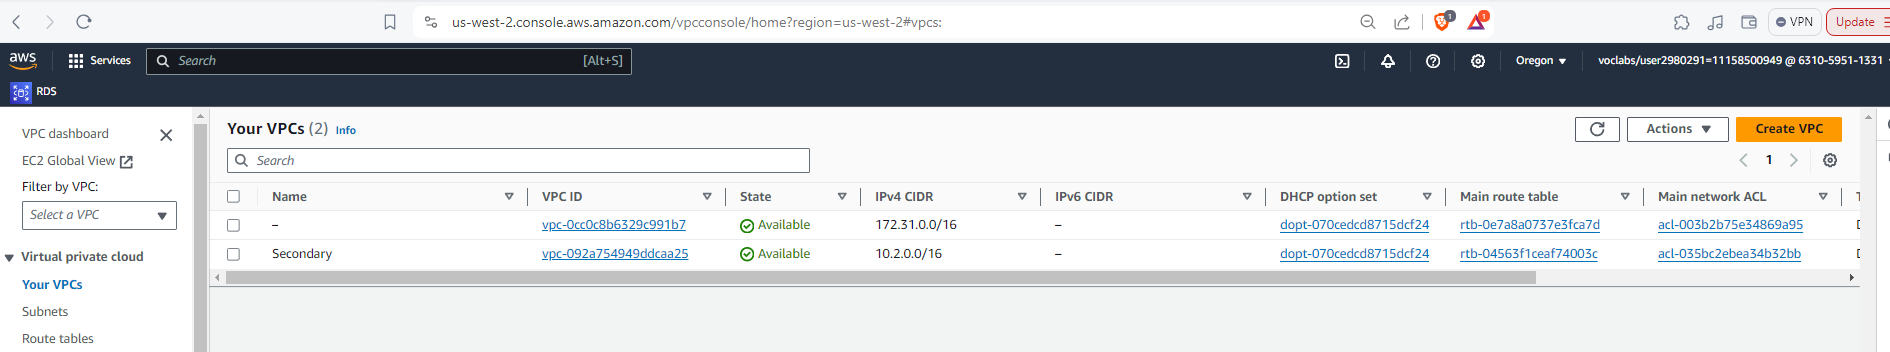 us-west-2.console.aws.amazon.com/vpcconsole/home?region=us-west-2#vpcs:
1
1
VPN
Update
aws
Services
Search
[Alt+S]
Oregon
voclabs/user2980291=11158500949 @ 6310-5951-1331
RDS
VPC dashboard
EC2 Global View
Filter by VPC:
Select a VPC
Virtual private cloud
Your VPCs
Subnets
Route tables
Your VPCs (2) Info
Actions
Create VPC
Search
1
Name VPC ID State IPv4 CIDR IPv6 CIDR DHCP option set Main route table Main network ACL
– vpc-0cc0c8b6329c991b7 Available 172.31.0.0/16 – dopt-070cedcd8715dcf24 rtb-0e7a8a0737e3fca7d acl-003b2b75e34869a95
Secondary vpc-092a754949ddcaa25 Available 10.2.0.0/16 – dopt-070cedcd8715dcf24 rtb-04563f1ceaf74003c acl-035bc2ebea34b32bb